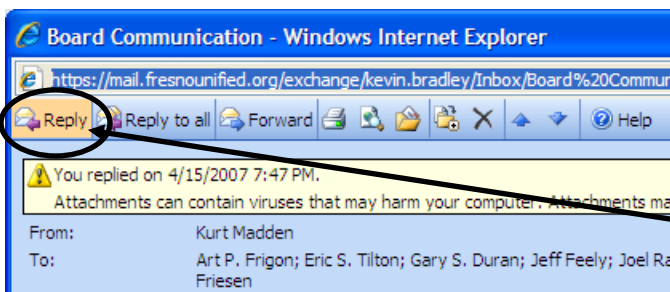 Board Communication - Windows Internet Explorer
https://mail.fresnounified.org/exchange/kevin.bradley/Inbox/Board%20Commun
Reply Reply to all Forward Help
You replied on 4/15/2007 7:47 PM.
Attachments can contain viruses that may harm your computer. Attachments ma
From: Kurt Madden
To: Art P. Frigon; Eric S. Tilton; Gary S. Duran; Jeff Feely; Joel Ra
Friesen